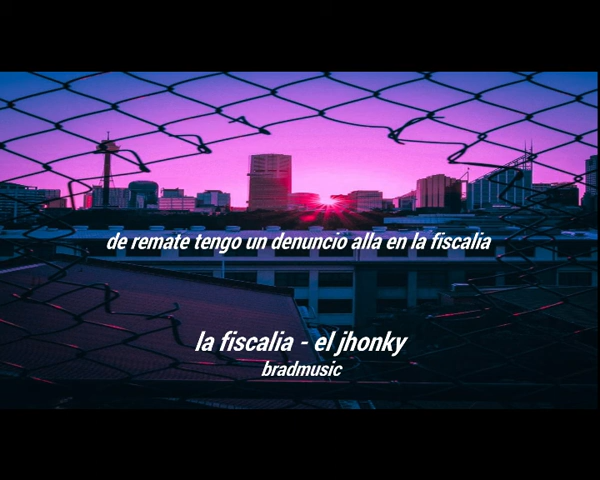 de remate tengo un denuncio alla en la fiscalia
la fiscalia - el jhonky
bradmusic